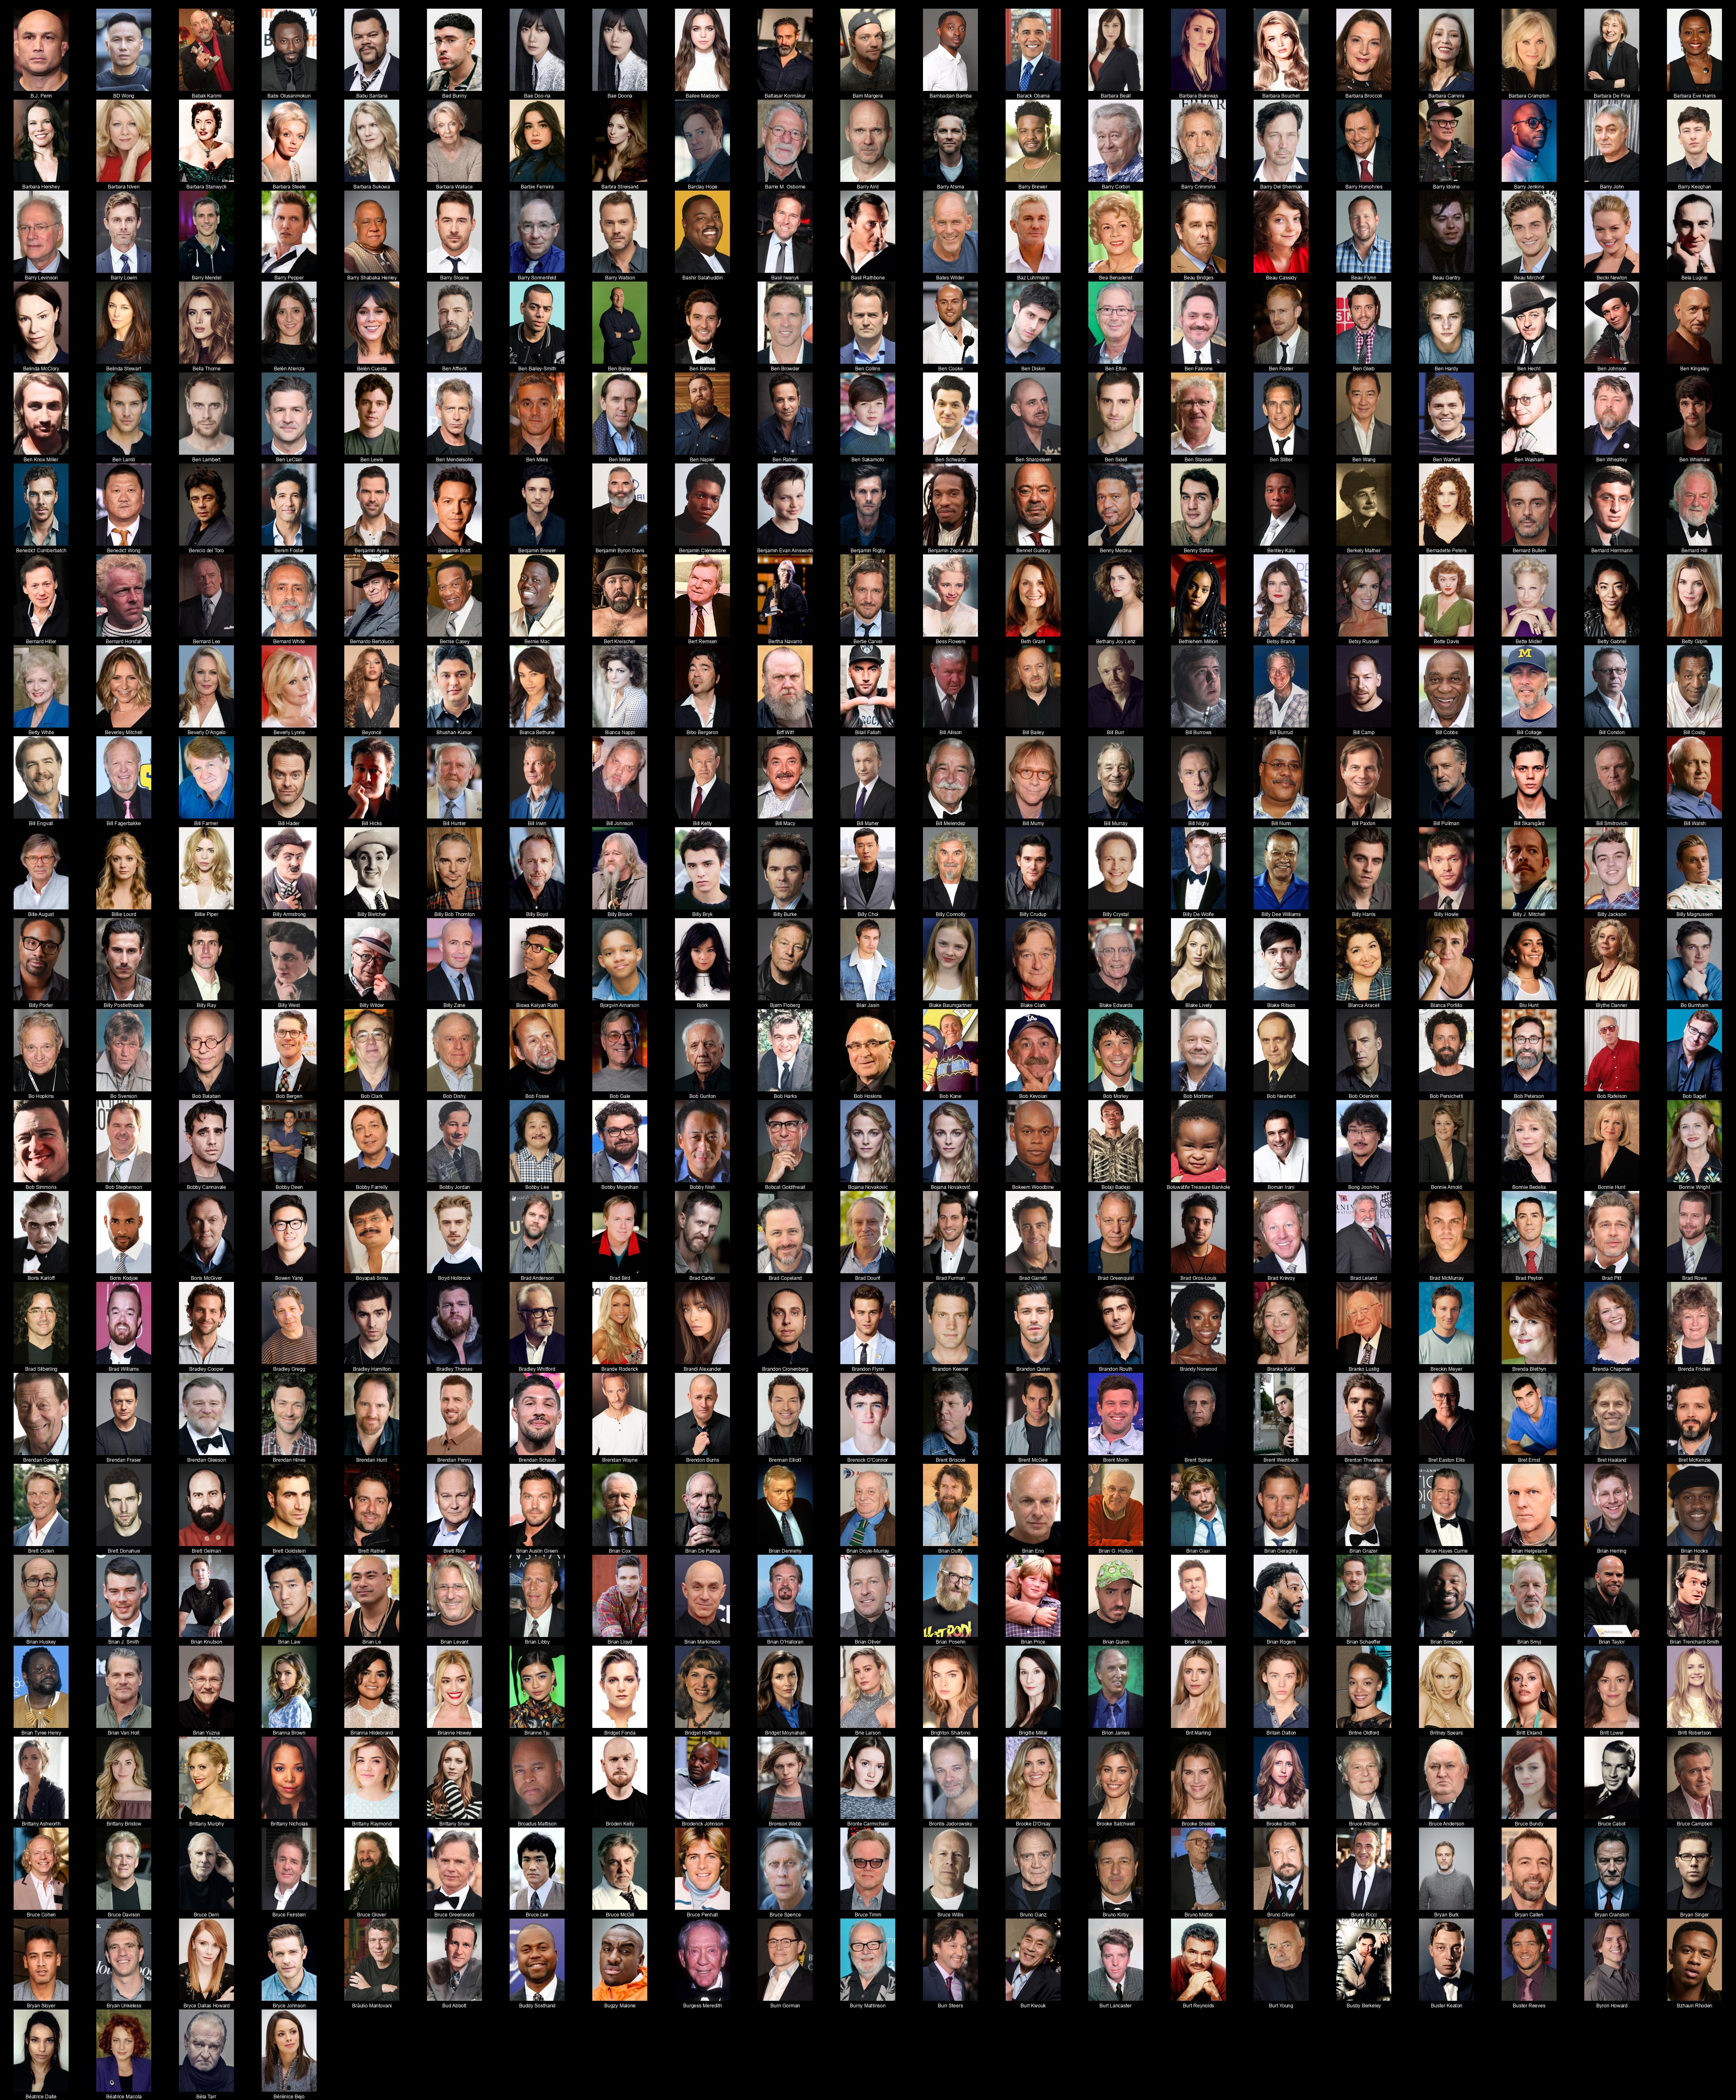 B.J. Penn BD Wong Babak Karimi Babs Olusanmokun Babu Santana Bad Bunny Bae Doo-na Bae Doona Bailee Madison Baltasar Kormákur Bam Margera Bambadjan Bamba Barack Obama Barbara Beall Barbara Bialowas Barbara Bouchet Barbara Broccoli Barbara Carrera Barbara Crampton Barbara De Fina Barbara Eve Harris
Barbara Hershey Barbara Niven Barbara Stanwyck Barbara Steele Barbara Sukowa Barbara Wallace Barbie Ferreira Barbra Streisand Barclay Hope Barrie M. Osborne Barry Aird Barry Atsma Barry Brewer Barry Corbin Barry Crimmins Barry Del Sherman Barry Humphries Barry Idoine Barry Jenkins Barry John Barry Keoghan
Barry Levinson Barry Lowin Barry Mendel Barry Pepper Barry Shabaka Henley Barry Sloane Barry Sonnenfeld Barry Watson Bashir Salahuddin Basil Iwanyk Basil Rathbone Bates Wilder Baz Luhrmann Bea Benaderet Beau Bridges Beau Cassidy Beau Flynn Beau Gentry Beau Mirchoff Becki Newton Bela Lugosi
Belinda McClory Belinda Stewart Bella Thorne Belén Atienza Belén Cuesta Ben Affleck Ben Bailey-Smith Ben Bailey Ben Barnes Ben Browder Ben Collins Ben Cooke Ben Diskin Ben Elton Ben Falcone Ben Foster Ben Gleib Ben Hardy Ben Hecht Ben Johnson Ben Kingsley
Ben Knox Miller Ben Lamb Ben Lambert Ben LeClair Ben Lewis Ben Mendelsohn Ben Miles Ben Miller Ben Napier Ben Ratner Ben Sakamoto Ben Schwartz Ben Sharpsteen Ben Sidell Ben Stassen Ben Stiller Ben Wang Ben Warheit Ben Washam Ben Wheatley Ben Whishaw
Benedict Cumberbatch Benedict Wong Benicio del Toro Benim Foster Benjamin Ayres Benjamin Bratt Benjamin Brewer Benjamin Byron Davis Benjamin Clémentine Benjamin Evan Ainsworth Benjamin Rigby Benjamin Zephaniah Bennet Guillory Benny Medina Benny Safdie Bentley Kalu Berkely Mather Bernadette Peters Bernard Bullen Bernard Herrmann Bernard Hill
Bernard Hiller Bernard Horsfall Bernard Lee Bernard White Bernardo Bertolucci Bernie Casey Bernie Mac Bert Kreischer Bert Remsen Bertha Navarro Bertie Carvel Bess Flowers Beth Grant Bethany Joy Lenz Bethlehem Million Betsy Brandt Betsy Russell Bette Davis Bette Midler Betty Gabriel Betty Gilpin
Betty White Beverley Mitchell Beverly D'Angelo Beverly Lynne Beyoncé Bhushan Kumar Bianca Bethune Bianca Nappi Bibo Bergeron Biff Wiff Bilall Fallah Bill Allison Bill Bailey Bill Burr Bill Burrows Bill Burrud Bill Camp Bill Cobbs Bill Collage Bill Condon Bill Cosby
Bill Engvall Bill Fagerbakke Bill Farmer Bill Hader Bill Hicks Bill Hunter Bill Irwin Bill Johnson Bill Kelly Bill Macy Bill Maher Bill Melendez Bill Mumy Bill Murray Bill Nighy Bill Nunn Bill Paxton Bill Pullman Bill Skarsgård Bill Smitrovich Bill Walsh
Bille August Billie Lourd Billie Piper Billy Armstrong Billy Bletcher Billy Bob Thornton Billy Boyd Billy Brown Billy Bryk Billy Burke Billy Choi Billy Connolly Billy Crudup Billy Crystal Billy De Wolfe Billy Dee Williams Billy Harris Billy Howle Billy J. Mitchell Billy Jackson Billy Magnussen
Billy Porter Billy Postlethwaite Billy Ray Billy West Billy Wilder Billy Zane Biswa Kalyan Rath Bjorgvin Arnarson Björk Bjørn Floberg Blair Jasin Blake Baumgartner Blake Clark Blake Edwards Blake Lively Blake Ritson Blanca Araceli Blanca Portillo Blu Hunt Blythe Danner Bo Burnham
Bo Hopkins Bo Svenson Bob Balaban Bob Bergen Bob Clark Bob Dishy Bob Fosse Bob Gale Bob Gunton Bob Harks Bob Hoskins Bob Kane Bob Kevoian Bob Morley Bob Mortimer Bob Newhart Bob Odenkirk Bob Persichetti Bob Peterson Bob Rafelson Bob Saget
Bob Simmons Bob Stephenson Bobby Cannavale Bobby Deen Bobby Farrelly Bobby Jordan Bobby Lee Bobby Moynihan Bobby Nish Bobcat Goldthwait Bojana Novakovic Bojana Novaković Bokeem Woodbine Bolaji Badejo Boluwatife Treasure Bankole Boman Irani Bong Joon-ho Bonnie Arnold Bonnie Bedelia Bonnie Hunt Bonnie Wright
Boris Karloff Boris Kodjoe Boris McGiver Bowen Yang Boyapati Srinu Boyd Holbrook Brad Anderson Brad Bird Brad Carter Brad Copeland Brad Dourif Brad Furman Brad Garrett Brad Greenquist Brad Gros-Louis Brad Krevoy Brad Leland Brad McMurray Brad Peyton Brad Pitt Brad Rowe
Brad Silberling Brad Williams Bradley Cooper Bradley Gregg Bradley Hamilton Bradley Thomas Bradley Whitford Brande Roderick Brandi Alexander Brandon Cronenberg Brandon Flynn Brandon Keener Brandon Quinn Brandon Routh Brandy Norwood Branka Katić Branko Lustig Breckin Meyer Brenda Blethyn Brenda Chapman Brenda Fricker
Brendan Conroy Brendan Fraser Brendan Gleeson Brendan Hines Brendan Hunt Brendan Penny Brendan Schaub Brendan Wayne Brendon Burns Brennan Elliott Brenock O'Connor Brent Briscoe Brent McGee Brent Morin Brent Spiner Brent Weinbach Brenton Thwaites Bret Easton Ellis Bret Ernst Bret Haaland Bret McKenzie
Brett Cullen Brett Donahue Brett Gelman Brett Goldstein Brett Ratner Brett Rice Brian Austin Green Brian Cox Brian De Palma Brian Dennehy Brian Doyle-Murray Brian Duffy Brian Eno Brian G. Hutton Brian Gaar Brian Geraghty Brian Grazer Brian Hayes Currie Brian Helgeland Brian Herring Brian Hooks
Brian Huskey Brian J. Smith Brian Knutson Brian Law Brian Le Brian Levant Brian Libby Brian Lloyd Brian Markinson Brian O'Halloran Brian Oliver Brian Posehn Brian Price Brian Quinn Brian Regan Brian Rogers Brian Schaeffer Brian Simpson Brian Smyj Brian Taylor Brian Trenchard-Smith
Brian Tyree Henry Brian Van Holt Brian Yuzna Brianna Brown Brianna Hildebrand Brianne Howey Brianne Tju Bridget Fonda Bridget Hoffman Bridget Moynahan Brie Larson Brighton Sharbino Brigitte Millar Brion James Brit Marling Britain Dalton Britne Oldford Britney Spears Britt Ekland Britt Lower Britt Robertson
Brittany Ashworth Brittany Bristow Brittany Murphy Brittany Nicholas Brittany Raymond Brittany Snow Broadus Mattison Broden Kelly Broderick Johnson Bronson Webb Bronte Carmichael Brontis Jodorowsky Brooke D'Orsay Brooke Satchwell Brooke Shields Brooke Smith Bruce Altman Bruce Anderson Bruce Bundy Bruce Cabot Bruce Campbell
Bruce Cohen Bruce Davison Bruce Dern Bruce Feirstein Bruce Glover Bruce Greenwood Bruce Lee Bruce McGill Bruce Penhall Bruce Spence Bruce Timm Bruce Willis Bruno Ganz Bruno Kirby Bruno Mattei Bruno Oliver Bruno Ricci Bryan Burk Bryan Callen Bryan Cranston Bryan Singer
Bryan Sloyer Bryan Unkeless Bryce Dallas Howard Bryce Johnson Bráulio Mantovani Bud Abbott Buddy Sosthand Bugzy Malone Burgess Meredith Burn Gorman Burny Mattinson Burr Steers Burt Kwouk Burt Lancaster Burt Reynolds Burt Young Busby Berkeley Buster Keaton Buster Reeves Byron Howard Bzhaun Rhoden
Béatrice Dalle Béatrice Macola Béla Tarr Bérénice Bejo